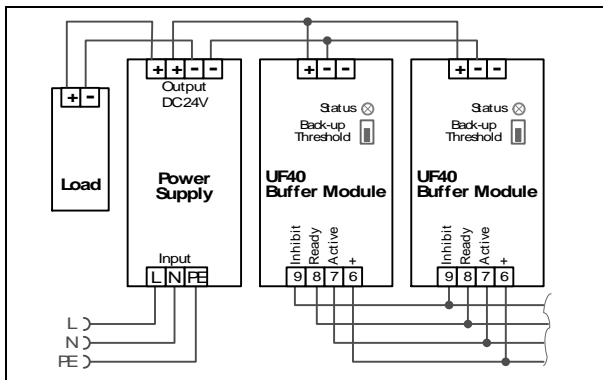 + + - -
+ -
+ -
Output
DC24V
+ -
Load
Power
Supply
Input
L N PE
Status
Back-up
Threshold
UF40
Buffer Module
Inhibit
Ready
Active
+
9 8 7 6
Status
Back-up
Threshold
UF40
Buffer Module
Inhibit
Ready
Active
+
9 8 7 6
L
N
PE